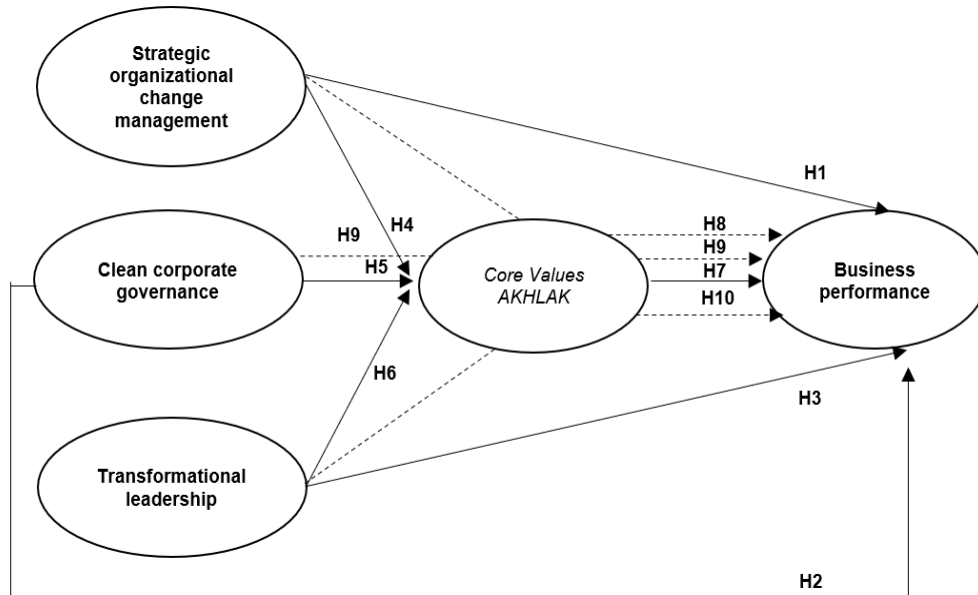 Strategic
organizational
change
management
H1
H4
H8
H9
H9
Clean corporate
governance
H5
Core Values
AKHLAK
H7
Business
performance
H10
H6
H3
Transformational
leadership
H2